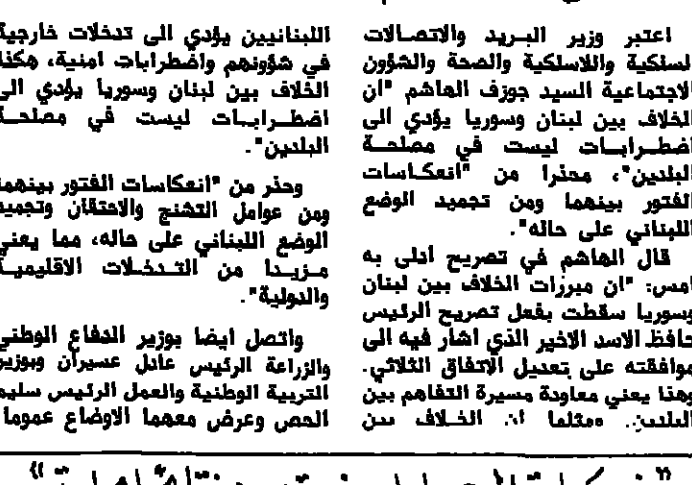 اعتبر وزير البريد والاتصالات
السلكية واللاسلكية والصحة والشؤون
الاجتماعية السيد جوزف الهاشم "ان
الخلاف بين لبنان وسوريا يؤدي الى
اضطرابات ليست في مصلحة
البلدين"، محذرا من "انعكاسات
الفتور بينهما ومن تجميد الوضع
اللبناني على حاله".
قال الهاشم في تصريح ادلى به
امس: "ان مبررات الخلاف بين لبنان
وسوريا سقطت بفعل تصريح الرئيس
حافظ الاسد الاخير الذي اشار فيه الى
موافقته على تعديل الاتفاق الثلاثي.
وهذا يعني معاودة مسيرة التفاهم بين
البلدين. ومثلما ان الخلاف بين
اللبنانيين يؤدي الى تدخلات خارجية
في شؤونهم واضطرابات امنية، هكذا
الخلاف بين لبنان وسوريا يؤدي الى
اضطرابات ليست في مصلحة
البلدين".
وحذر من "انعكاسات الفتور بينهما
ومن عوامل التشنج والاحتقان وتجميد
الوضع اللبناني على حاله، مما يعني
مزيدا من التدخلات الاقليمية
والدولية".
واتصل ايضا بوزير الدفاع الوطني
والزراعة الرئيس عادل عسيران وبوزير
التربية الوطنية والعمل الرئيس سليم
الحص وعرض معهما الاوضاع عموما